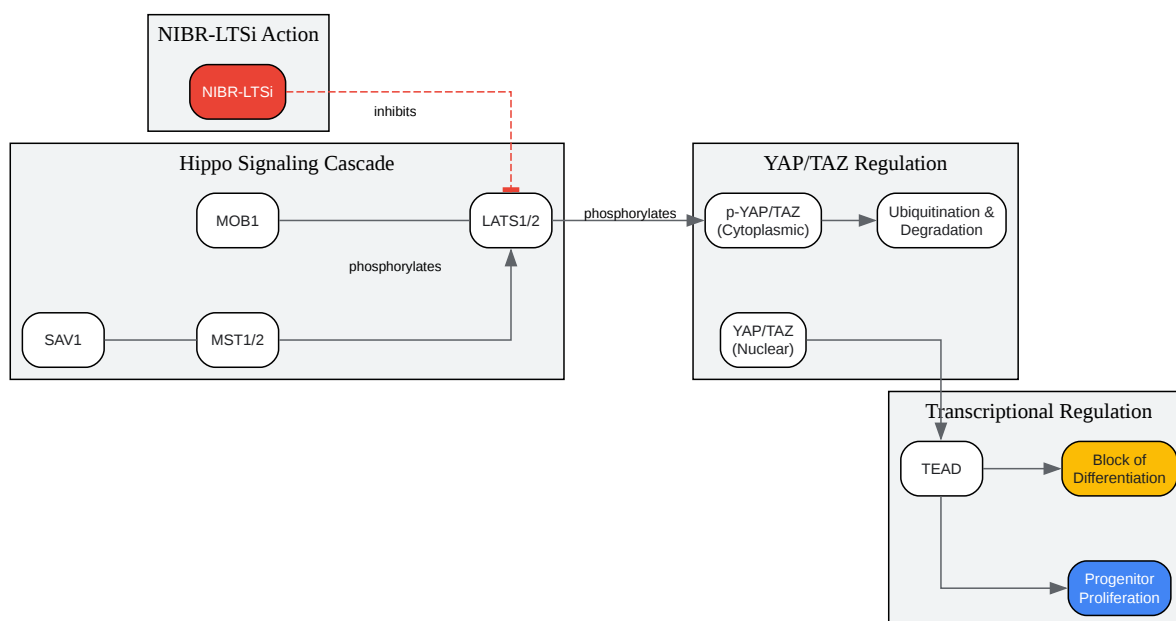 NIBR-LTSi Action
NIBR-LTSi
inhibits
Hippo Signaling Cascade
MOB1
LATS1/2
phosphorylates
SAV1
MST1/2
phosphorylates
YAP/TAZ Regulation
p-YAP/TAZ
(Cytoplasmic)
Ubiquitination &
Degradation
YAP/TAZ
(Nuclear)
Transcriptional Regulation
TEAD
Block of
Differentiation
Progenitor
Proliferation